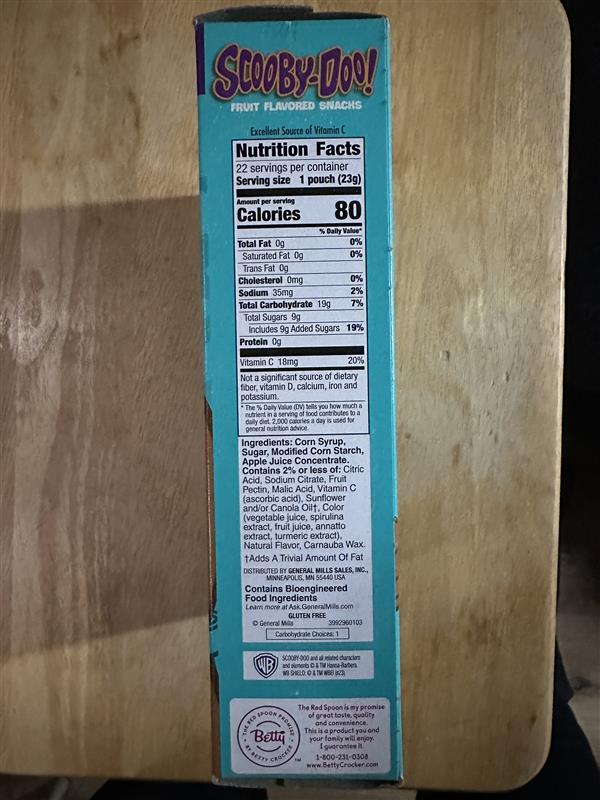 SCOOBY-DOO!
FRUIT FLAVORED SNACKS
Excellent Source of Vitamin C
Nutrition Facts
22 servings per container
Serving size 1 pouch (23g)
Amount per serving
Calories 80
% Daily Value*
Total Fat 0g 0%
Saturated Fat 0g 0%
Trans Fat 0g
Cholesterol 0mg 0%
Sodium 35mg 2%
Total Carbohydrate 19g 7%
Total Sugars 9g
Includes 9g Added Sugars 19%
Protein 0g
Vitamin C 18mg 20%
Not a significant source of dietary
fiber, vitamin D, calcium, iron and
potassium.
* The % Daily Value (DV) tells you how much a
nutrient in a serving of food contributes to a
daily diet. 2,000 calories a day is used for
general nutrition advice.
Ingredients: Corn Syrup,
Sugar, Modified Corn Starch,
Apple Juice Concentrate.
Contains 2% or less of: Citric
Acid, Sodium Citrate, Fruit
Pectin, Malic Acid, Vitamin C
(ascorbic acid), Sunflower
and/or Canola Oil†, Color
(vegetable juice, spirulina
extract, fruit juice, annatto
extract, turmeric extract),
Natural Flavor, Carnauba Wax.
†Adds A Trivial Amount Of Fat
DISTRIBUTED BY GENERAL MILLS SALES, INC.,
MINNEAPOLIS, MN 55440 USA
Contains Bioengineered
Food Ingredients
Learn more at Ask.GeneralMills.com
GLUTEN FREE
© General Mills 3992960103
Carbohydrate Choices: 1
WB
SCOOBY-DOO and all related characters
and elements © & TM Hanna-Barbera.
WB SHIELD: © & TM WBEI (s23)
THE RED SPOON PROMISE
Betty
BY BETTY CROCKER
TM
The Red Spoon is my promise
of great taste, quality
and convenience.
This is a product you and
your family will enjoy.
I guarantee it.
1-800-231-0308
www.BettyCrocker.com